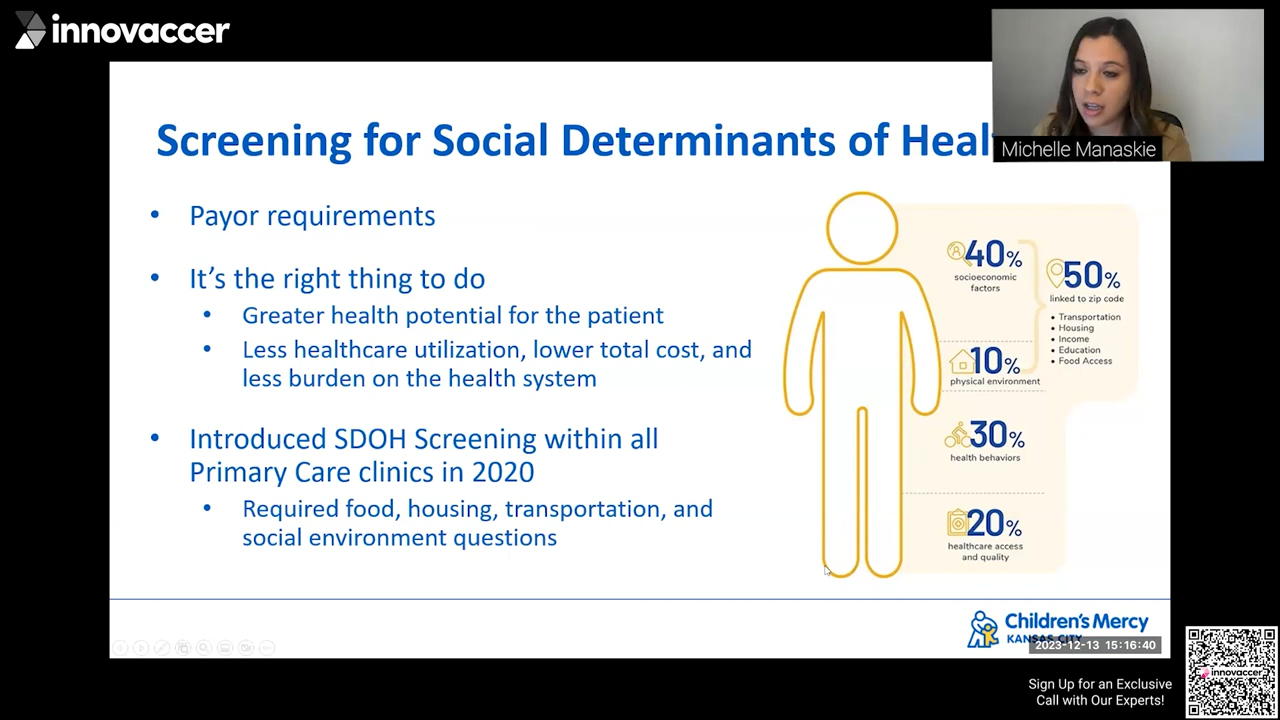 innovaccer
Screening for Social Determinants of Heal
Michelle Manaskie
• Payor requirements
• It's the right thing to do
• Greater health potential for the patient
• Less healthcare utilization, lower total cost, and
less burden on the health system
• Introduced SDOH Screening within all
Primary Care clinics in 2020
• Required food, housing, transportation, and
social environment questions
40%
socioeconomic
factors
50%
linked to zip code
• Transportation
• Housing
• Income
• Education
• Food Access
10%
physical environment
30%
health behaviors
20%
healthcare access
and quality
Children's Mercy
KANSAS CITY
2023-12-13 15:16:40
Sign Up for an Exclusive
Call with Our Experts!
innovaccer